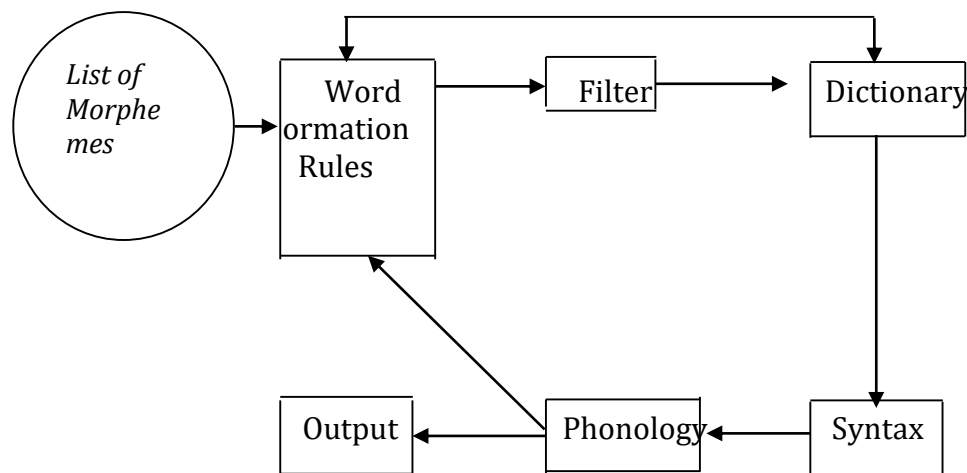 List of
Morphe
mes
Word
ormation
Rules
Filter
Dictionary
Output
Phonology
Syntax